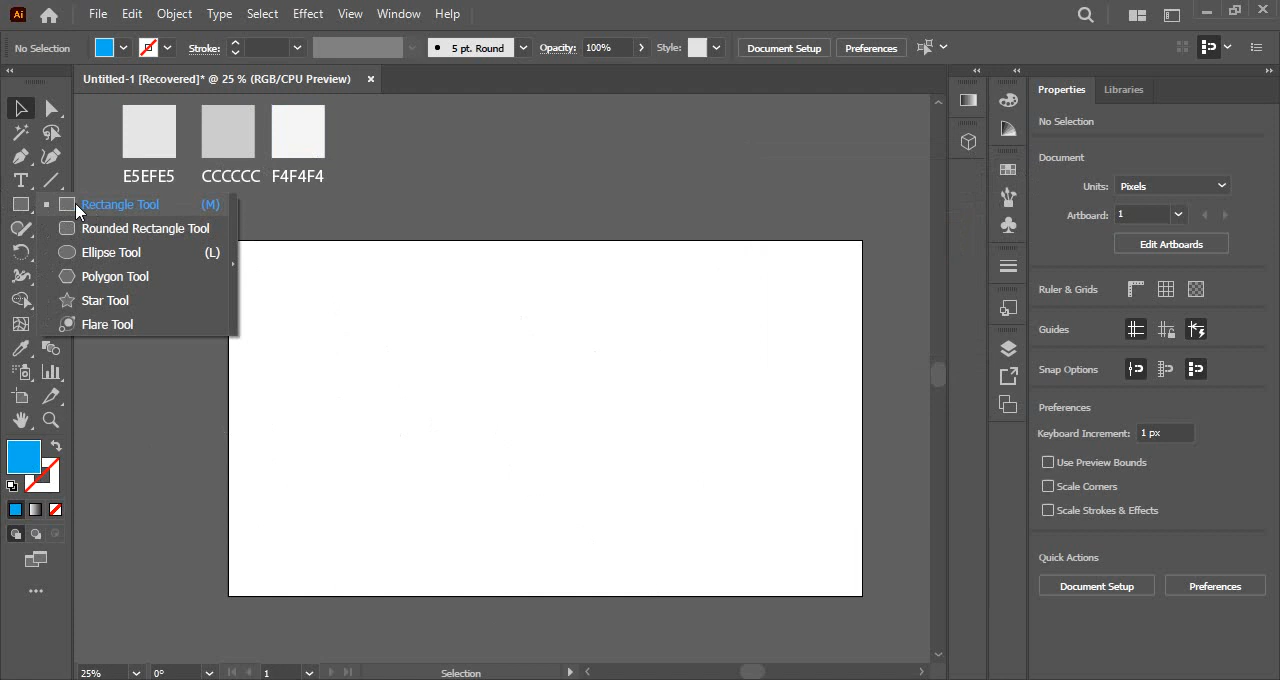 Ai File Edit Object Type Select Effect View Window Help
No Selection Stroke: 5 pt. Round Opacity: 100% Style: Document Setup Preferences
Untitled-1 [Recovered]* @ 25 % (RGB/CPU Preview) ×
E5EFE5 CCCCCC F4F4F4
Rectangle Tool (M)
Rounded Rectangle Tool
Ellipse Tool (L)
Polygon Tool
Star Tool
Flare Tool
Properties Libraries
No Selection
Document
Units: Pixels
Artboard: 1
Edit Artboards
Ruler & Grids
Guides
Snap Options
Preferences
Keyboard Increment: 1 px
Use Preview Bounds
Scale Corners
Scale Strokes & Effects
Quick Actions
Document Setup Preferences
25% 0° 1 Selection